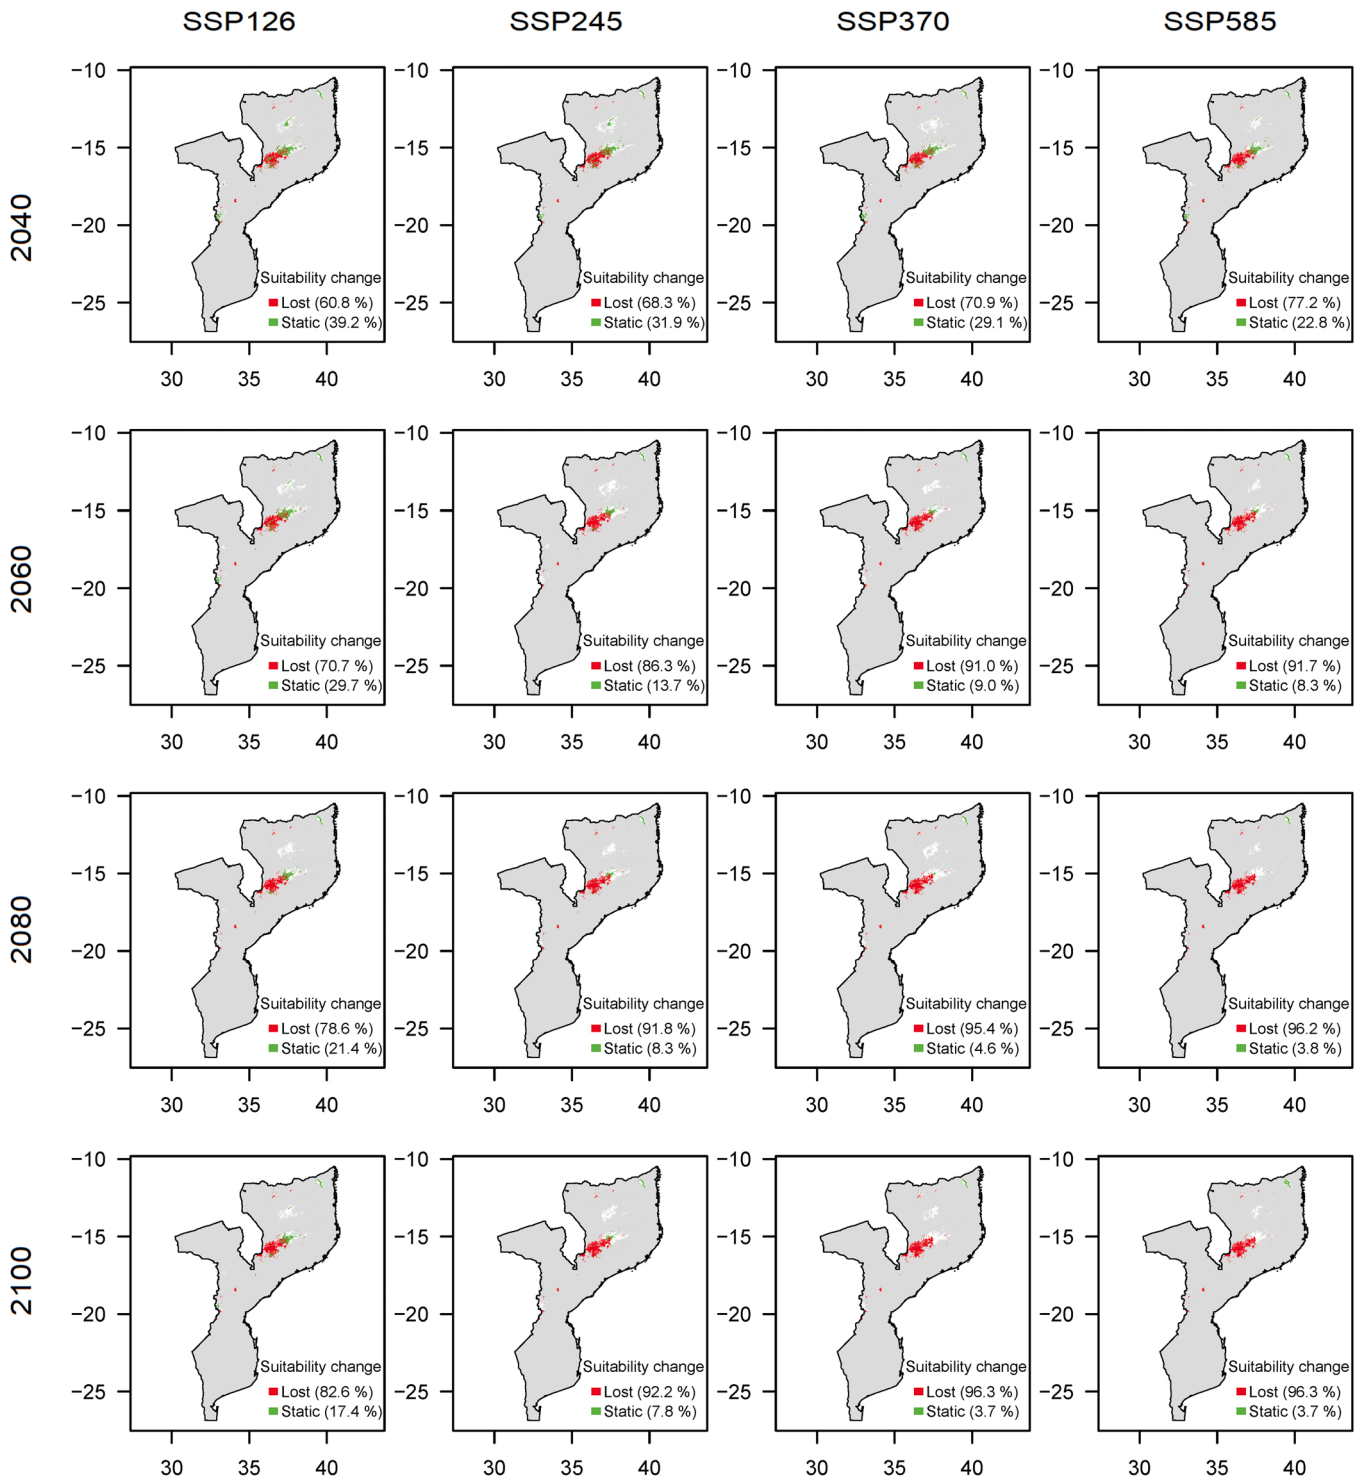 SSP126 SSP245 SSP370 SSP585
2040
−10 −10 −10 −10
−15 −15 −15 −15
−20 −20 −20 −20
−25 −25 −25 −25
Suitability change Suitability change Suitability change Suitability change
Lost (60.8 %) Lost (68.3 %) Lost (70.9 %) Lost (77.2 %)
Static (39.2 %) Static (31.9 %) Static (29.1 %) Static (22.8 %)
30 35 40 30 35 40 30 35 40 30 35 40
2060
−10 −10 −10 −10
−15 −15 −15 −15
−20 −20 −20 −20
−25 −25 −25 −25
Suitability change Suitability change Suitability change Suitability change
Lost (70.7 %) Lost (86.3 %) Lost (91.0 %) Lost (91.7 %)
Static (29.7 %) Static (13.7 %) Static (9.0 %) Static (8.3 %)
30 35 40 30 35 40 30 35 40 30 35 40
2080
−10 −10 −10 −10
−15 −15 −15 −15
−20 −20 −20 −20
−25 −25 −25 −25
Suitability change Suitability change Suitability change Suitability change
Lost (78.6 %) Lost (91.8 %) Lost (95.4 %) Lost (96.2 %)
Static (21.4 %) Static (8.3 %) Static (4.6 %) Static (3.8 %)
30 35 40 30 35 40 30 35 40 30 35 40
2100
−10 −10 −10 −10
−15 −15 −15 −15
−20 −20 −20 −20
−25 −25 −25 −25
Suitability change Suitability change Suitability change Suitability change
Lost (82.6 %) Lost (92.2 %) Lost (96.3 %) Lost (96.3 %)
Static (17.4 %) Static (7.8 %) Static (3.7 %) Static (3.7 %)
30 35 40 30 35 40 30 35 40 30 35 40